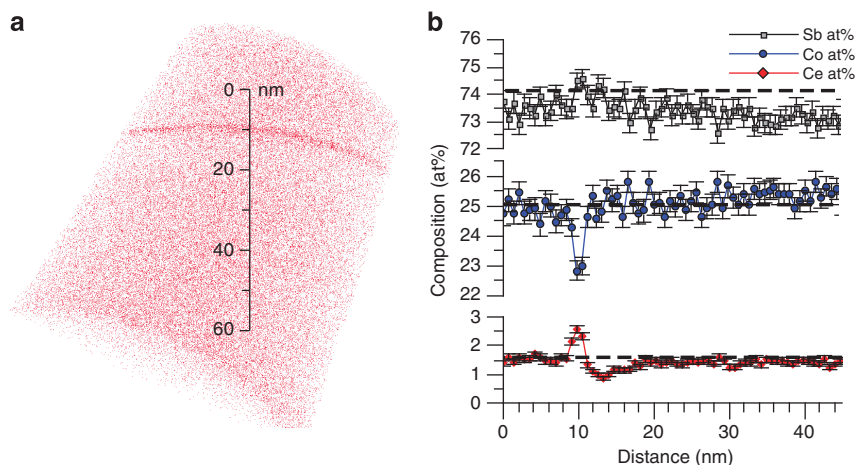 a
0 nm
20
40
60
b
Sb at%
Co at%
Ce at%
Composition (at%)
76
75
74
73
72
26
25
24
23
22
3
2
1
0
0 10 20 30 40
Distance (nm)